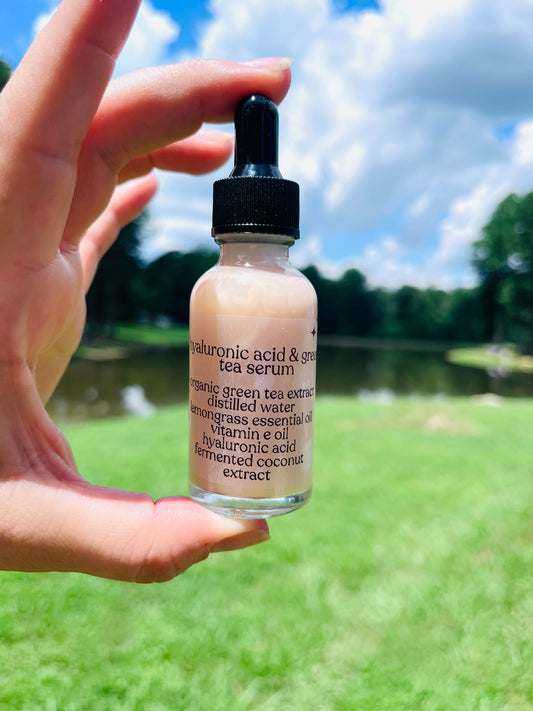 hyaluronic acid & green
tea serum
organic green tea extract
distilled water
lemongrass essential oil
vitamin e oil
hyaluronic acid
fermented coconut
extract